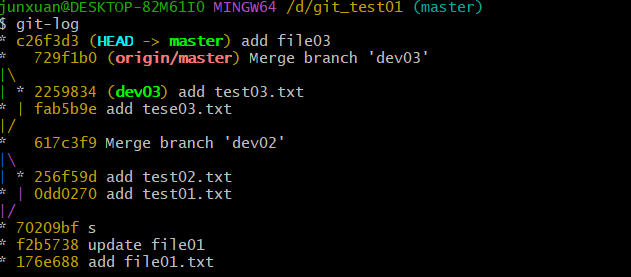 junxuan@DESKTOP-82M61I0 MINGW64 /d/git_test01 (master)
$ git-log
* c26f3d3 (HEAD -> master) add file03
*   729f1b0 (origin/master) Merge branch 'dev03'
|\
| * 2259834 (dev03) add test03.txt
* | fab5b9e add tese03.txt
|/
*   617c3f9 Merge branch 'dev02'
|\
| * 256f59d add test02.txt
* | 0dd0270 add test01.txt
|/
* 70209bf s
* f2b5738 update file01
* 176e688 add file01.txt